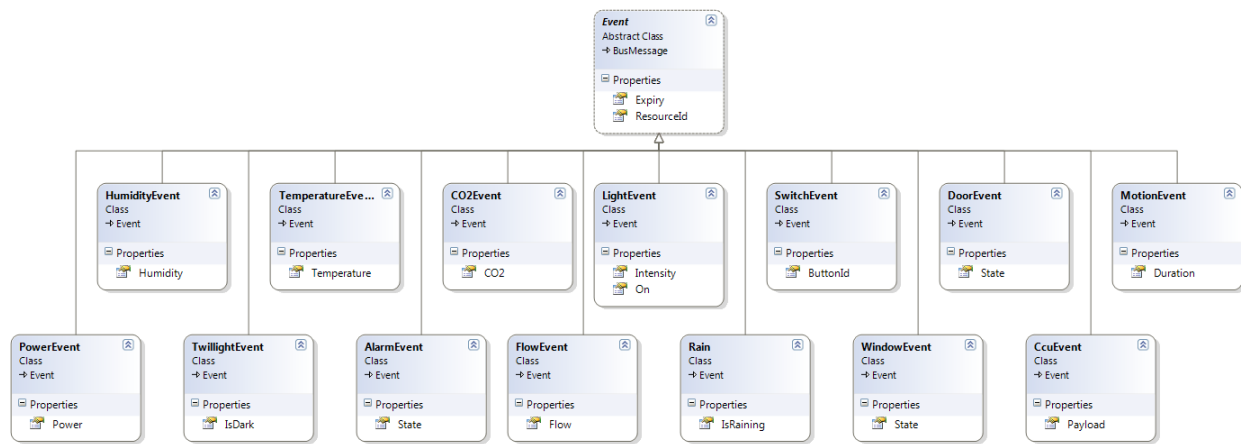 Event
Abstract Class
BusMessage
Properties
Expiry
ResourceId
HumidityEvent
Class
Event
Properties
Humidity
TemperatureEve...
Class
Event
Properties
Temperature
CO2Event
Class
Event
Properties
CO2
LightEvent
Class
Event
Properties
Intensity
On
SwitchEvent
Class
Event
Properties
ButtonId
DoorEvent
Class
Event
Properties
State
MotionEvent
Class
Event
Properties
Duration
PowerEvent
Class
Event
Properties
Power
TwillightEvent
Class
Event
Properties
IsDark
AlarmEvent
Class
Event
Properties
State
FlowEvent
Class
Event
Properties
Flow
Rain
Class
Event
Properties
IsRaining
WindowEvent
Class
Event
Properties
State
CcuEvent
Class
Event
Properties
Payload